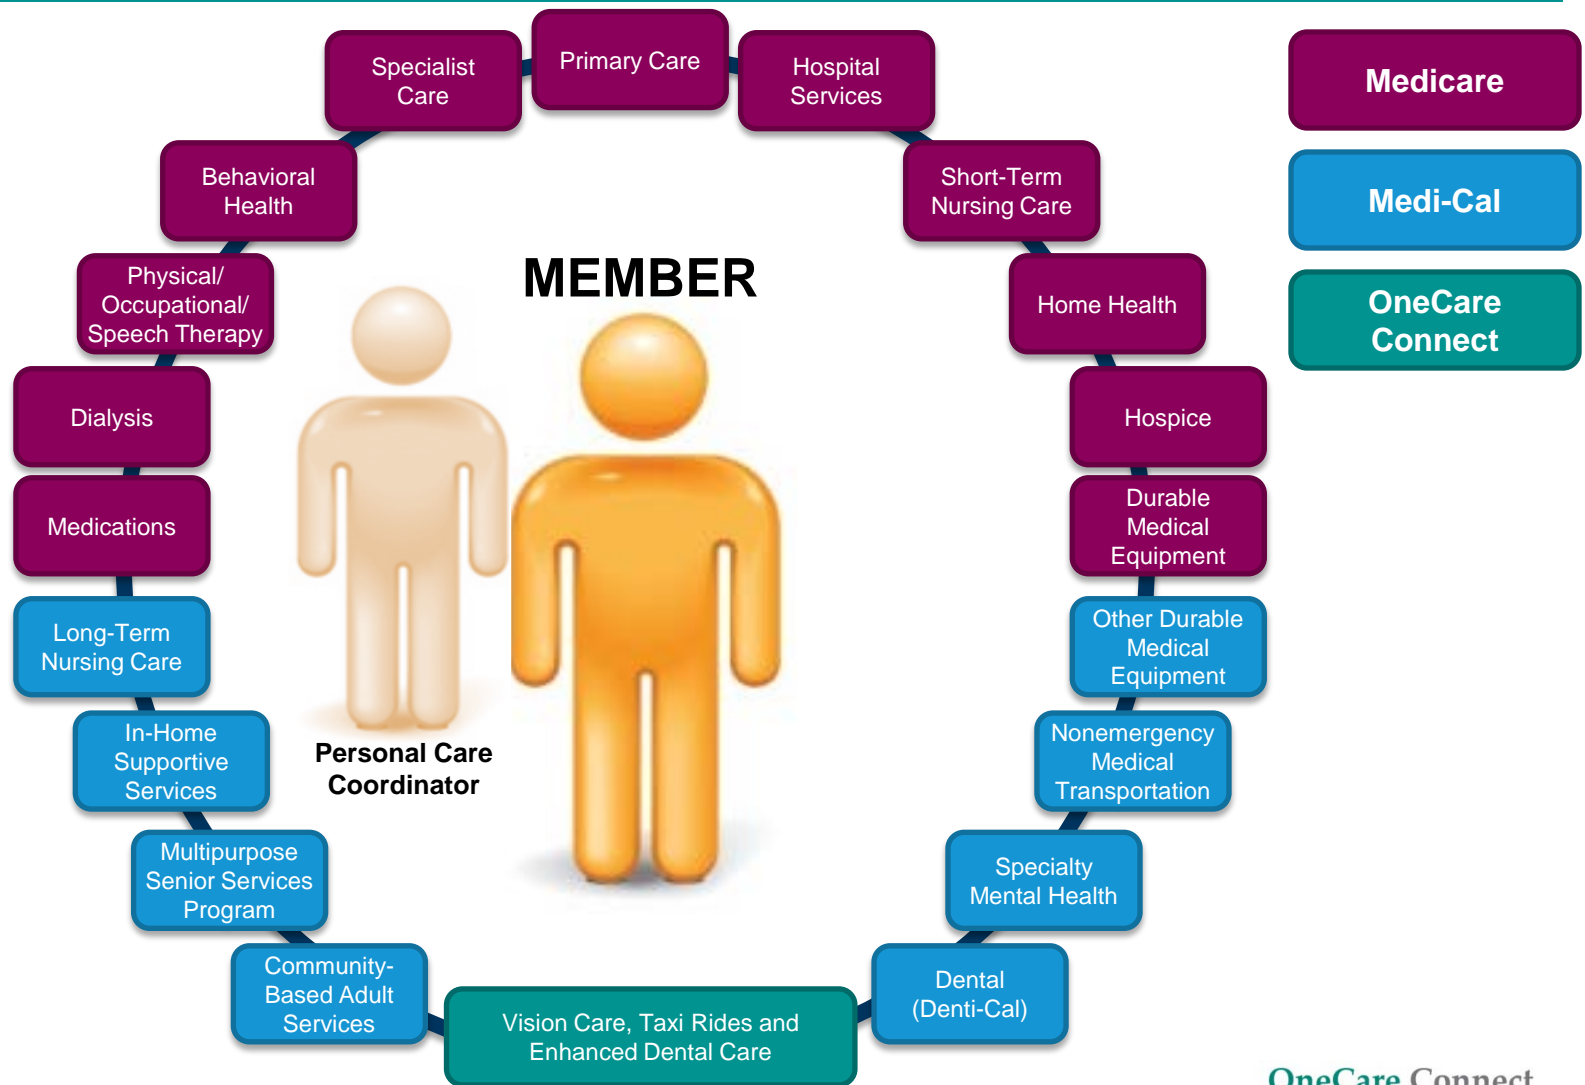 Primary Care
Specialist
Care
Hospital
Services
Medicare
Behavioral
Health
Short-Term
Nursing Care
Medi-Cal
Physical/
Occupational/
Speech Therapy
MEMBER
Home Health
OneCare
Connect
Dialysis
Hospice
Medications
Durable
Medical
Equipment
Long-Term
Nursing Care
Other Durable
Medical
Equipment
In-Home
Supportive
Services
Personal Care
Coordinator
Nonemergency
Medical
Transportation
Multipurpose
Senior Services
Program
Specialty
Mental Health
Community-
Based Adult
Services
Vision Care, Taxi Rides and
Enhanced Dental Care
Dental
(Denti-Cal)
OneCare Connect